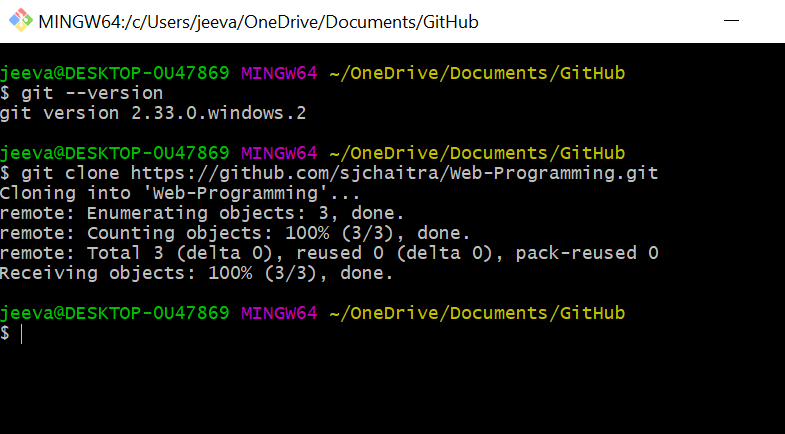 MINGW64:/c/Users/jeeva/OneDrive/Documents/GitHub
jeeva@DESKTOP-OU47869 MINGW64 ~/OneDrive/Documents/GitHub
$ git --version
git version 2.33.0.windows.2
jeeva@DESKTOP-OU47869 MINGW64 ~/OneDrive/Documents/GitHub
$ git clone https://github.com/sjchaitra/Web-Programming.git
Cloning into 'Web-Programming'...
remote: Enumerating objects: 3, done.
remote: Counting objects: 100% (3/3), done.
remote: Total 3 (delta 0), reused 0 (delta 0), pack-reused 0
Receiving objects: 100% (3/3), done.
jeeva@DESKTOP-OU47869 MINGW64 ~/OneDrive/Documents/GitHub
$